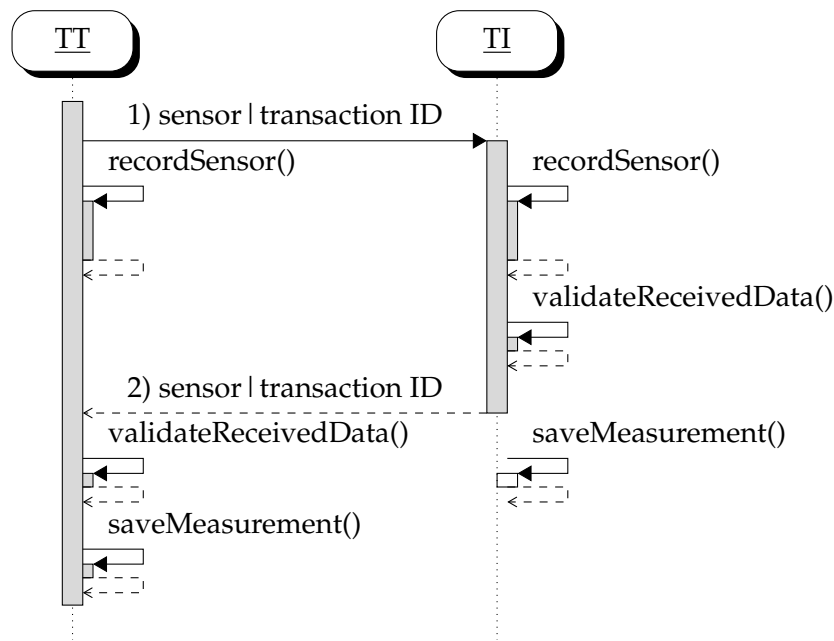 TT
TI
1) sensor | transaction ID
recordSensor()
recordSensor()
validateReceivedData()
2) sensor | transaction ID
validateReceivedData()
saveMeasurement()
saveMeasurement()